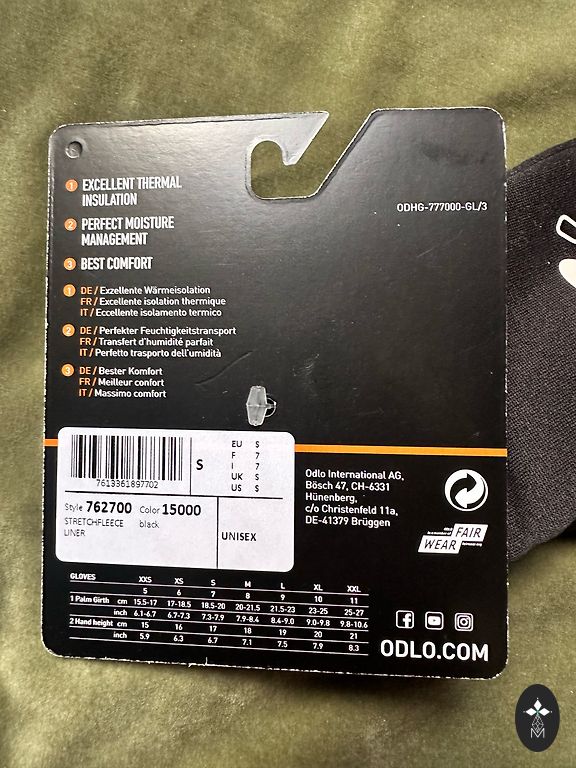 1 EXCELLENT THERMAL
INSULATION
2 PERFECT MOISTURE
MANAGEMENT
3 BEST COMFORT
ODHG-777000-GL/3
1 DE / Exzellente Wärmeisolation
FR / Excellente isolation thermique
IT / Eccellente isolamento termico
2 DE / Perfekter Feuchtigkeitstransport
FR / Transfert d'humidité parfait
IT / Perfetto trasporto dell'umidità
3 DE / Bester Komfort
FR / Meilleur confort
IT / Massimo comfort
7613361897702
S
EU S
F 7
I 7
UK S
US S
Style 762700 Color 15000
STRETCHFLEECE black
LINER
UNISEX
Odlo International AG,
Bösch 47, CH-6331
Hünenberg,
c/o Christenfeld 11a,
DE-41379 Brüggen
FAIR
WEAR
GLOVES XXS XS S M L XL XXL
5 6 7 8 9 10 11
1 Palm Girth cm 15.5-17 17-18.5 18.5-20 20-21.5 21.5-23 23-25 25-27
inch 6.1-6.7 6.7-7.3 7.3-7.9 7.9-8.4 8.4-9.0 9.0-9.8 9.8-10.6
2 Hand height cm 15 16 17 18 19 20 21
inch 5.9 6.3 6.7 7.1 7.5 7.9 8.3
ODLO.COM
M